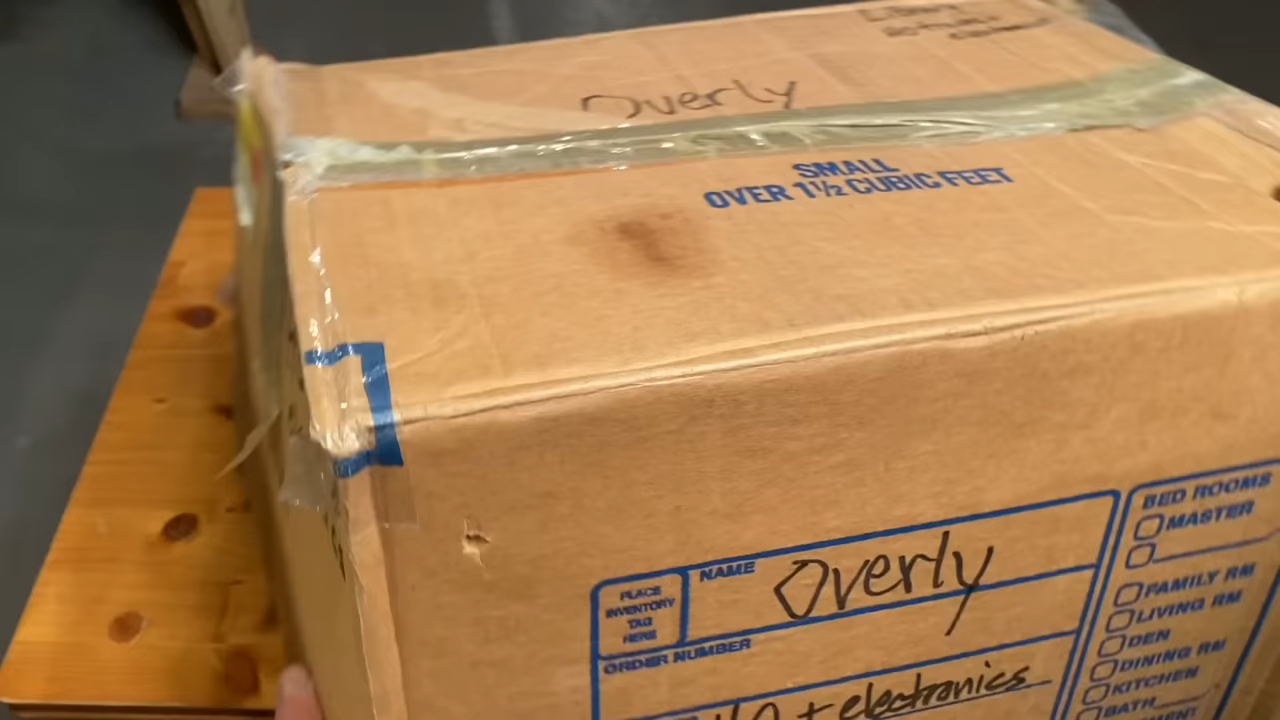 Overly
SMALL
OVER 1½ CUBIC FEET
PLACE
INVENTORY
TAG
HERE
NAME
Overly
ORDER NUMBER
+ electronics
BED ROOMS
MASTER
FAMILY RM
LIVING RM
DEN
DINING RM
KITCHEN
BATH